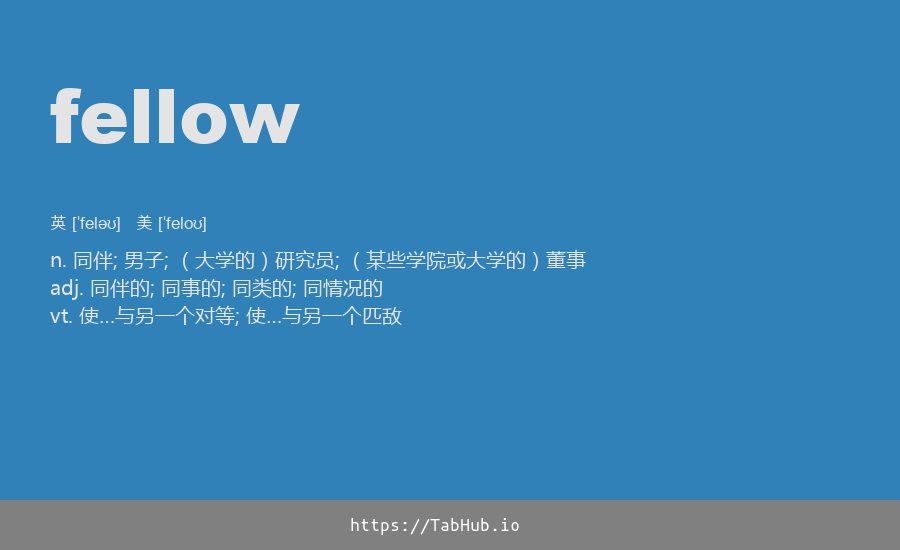 fellow
英 [ˈfeləʊ] 美 [ˈfeloʊ]
n. 同伴; 男子; （大学的）研究员; （某些学院或大学的）董事
adj. 同伴的; 同事的; 同类的; 同情况的
vt. 使…与另一个对等; 使…与另一个匹敌
https://TabHub.io